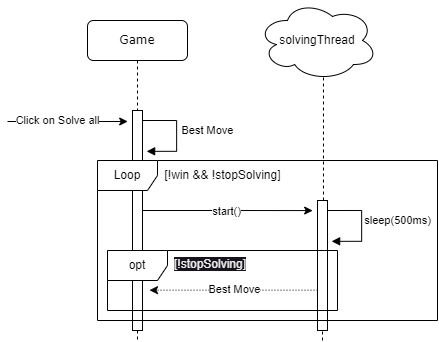 Game
solvingThread
Click on Solve all
Best Move
Loop
[!win && !stopSolving]
start()
sleep(500ms)
opt
[!stopSolving]
Best Move